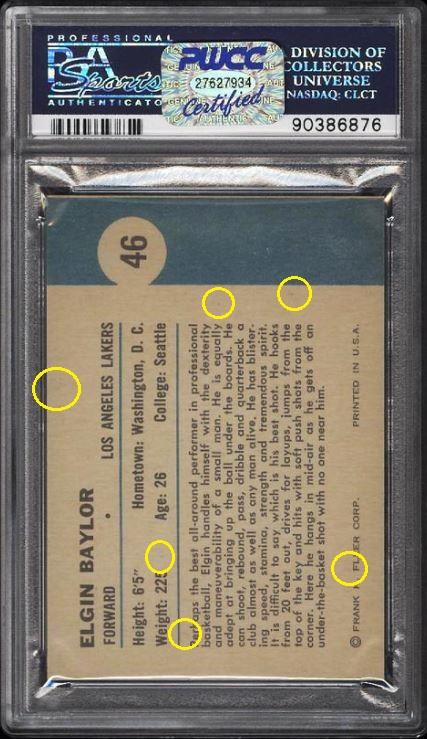 PROFESSIONAL
PSA
Sports
AUTHENTICATO
PWCC
27627934
Certified
DIVISION OF
COLLECTORS
UNIVERSE
NASDAQ: CLCT
90386876
46
ELGIN BAYLOR
FORWARD • LOS ANGELES LAKERS
Height: 6'5" Hometown: Washington, D. C.
Weight: 225 Age: 26 College: Seattle
Perhaps the best all-around performer in professional
basketball, Elgin handles himself with the dexterity
and maneuverability of a small man. He is equally
adept at bringing up the ball under the boards. He
can shoot, rebound, pass, dribble and quarterback a
club almost as well as any man alive. He has blister-
ing speed, stamina, strength and tremendous spirit.
It is difficult to say which is his best shot. He hooks
from 20 feet out, drives for layups, jumps from the
top of the key and hits with soft push shots from the
corner. Here he hangs in mid-air as he gets off an
under-the-basket shot with no one near him.
© FRANK H. FLEER CORP. PRINTED IN U.S.A.